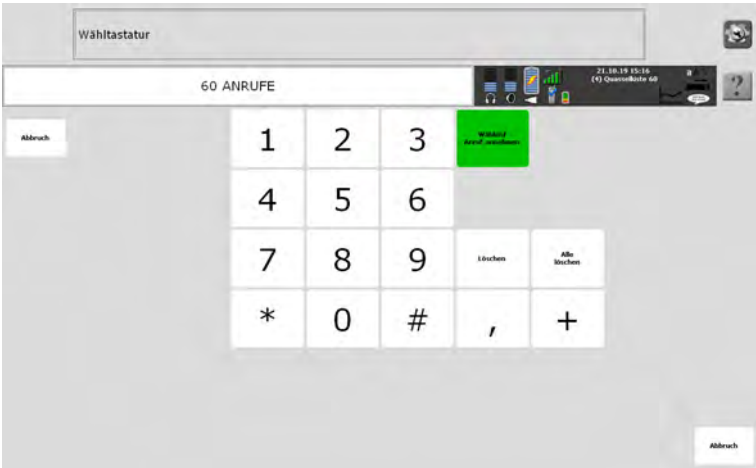 Wähltastatur
60 ANRUFE
21.10.19 15:16
(4) Quasselkiste 60
?
Abbruch
1 2 3
4 5 6
7 8 9 Löschen Alle
löschen
* 0 # , +
Abbruch